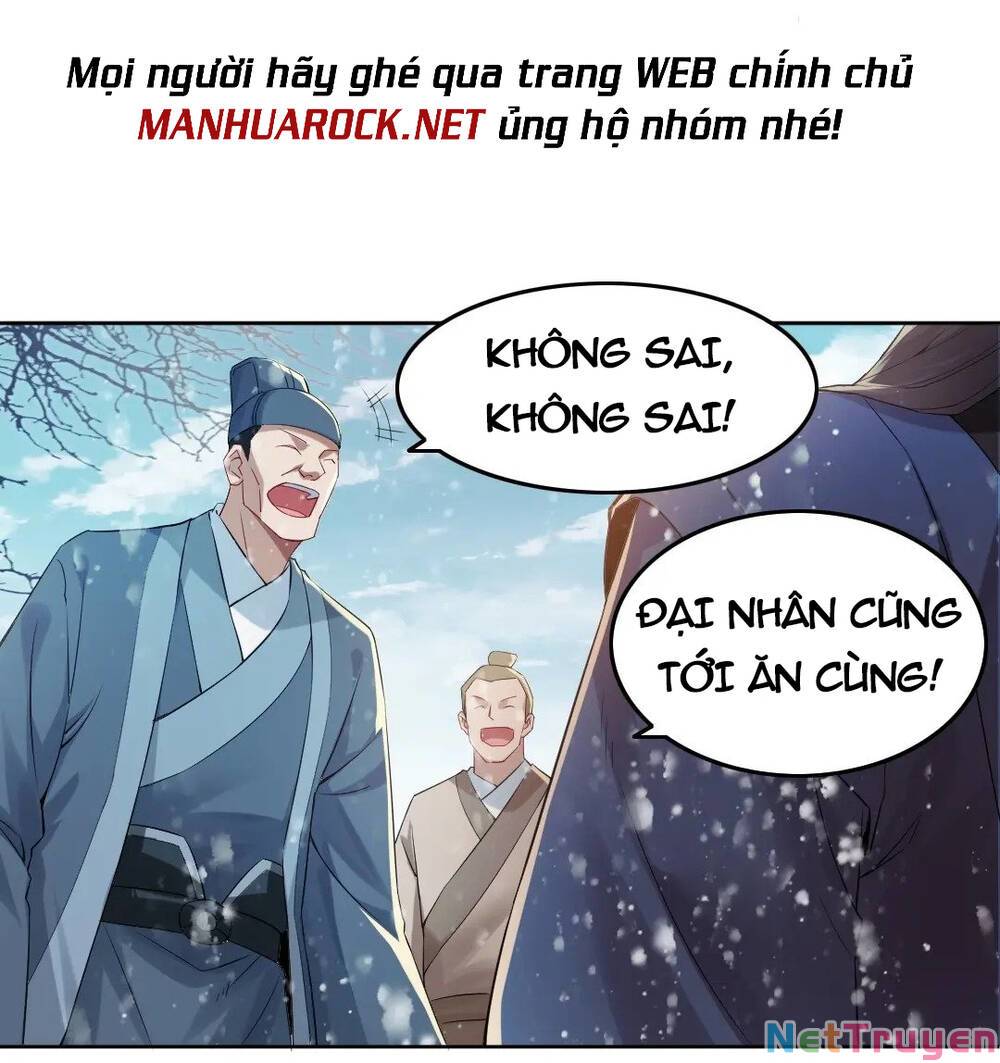 Mọi người hãy ghé qua trang WEB chính chủ
MANHUAROCK.NET ủng hộ nhóm nhé!
KHÔNG SAI,
KHÔNG SAI!
ĐẠI NHÂN CŨNG
TỚI ĂN CÙNG!
NetTruyen